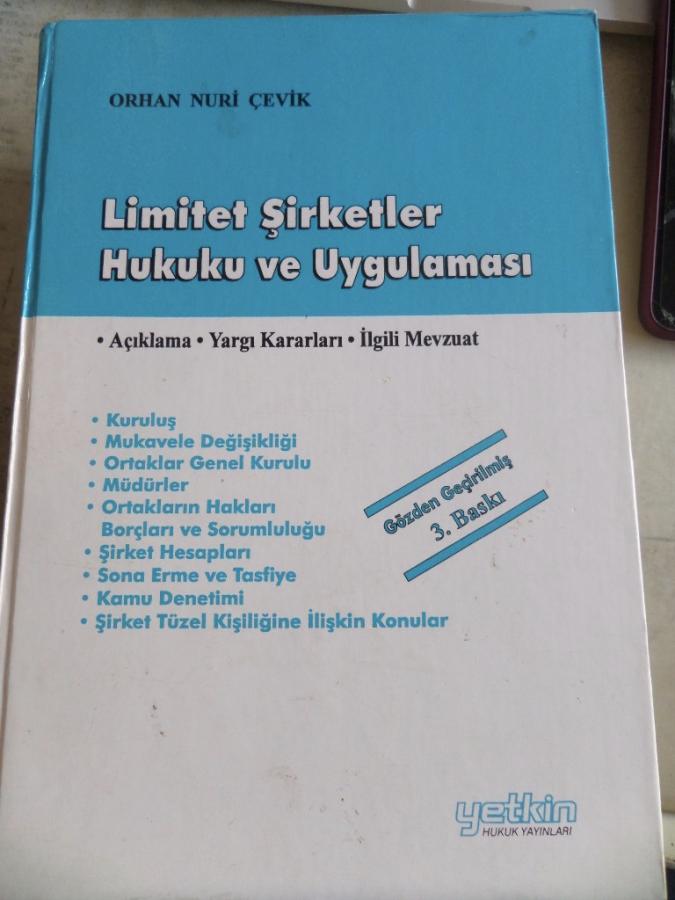 ORHAN NURİ ÇEVİK
Limitet Şirketler
Hukuku ve Uygulaması
• Açıklama • Yargı Kararları • İlgili Mevzuat
• Kuruluş
• Mukavele Değişikliği
• Ortaklar Genel Kurulu
• Müdürler
• Ortakların Hakları
Borçları ve Sorumluluğu
• Şirket Hesapları
• Sona Erme ve Tasfiye
• Kamu Denetimi
• Şirket Tüzel Kişiliğine İlişkin Konular
Gözden Geçirilmiş
3. Baskı
yetkin
HUKUK YAYINLARI